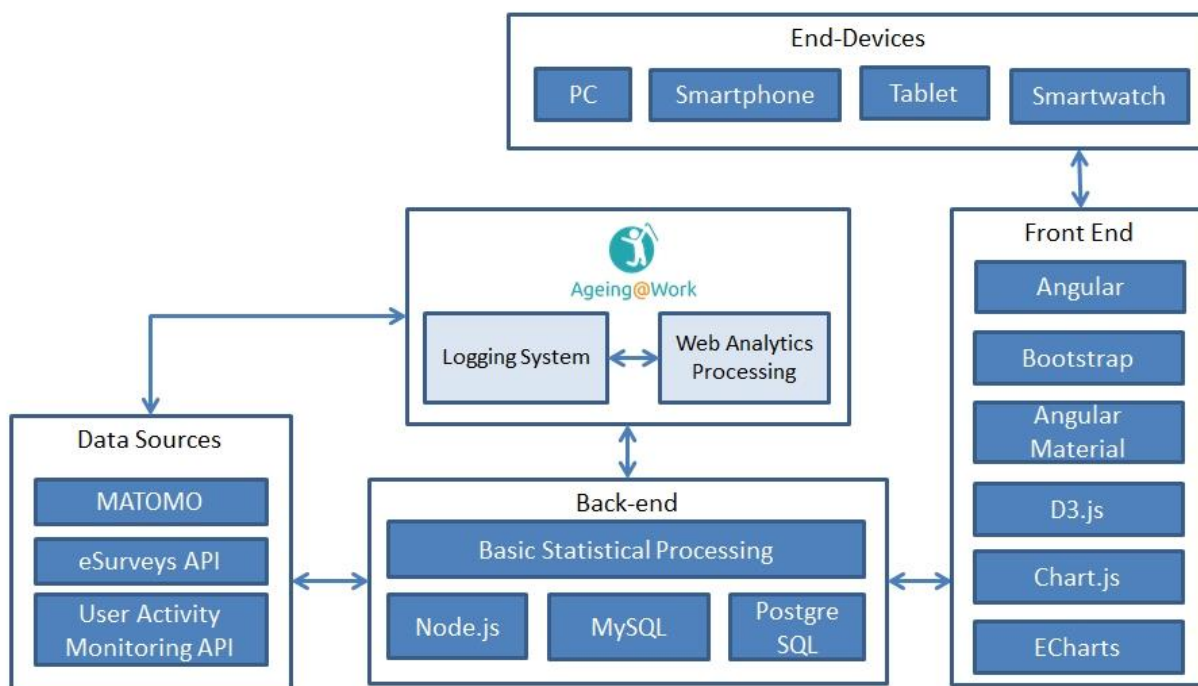 End-Devices
PC
Smartphone
Tablet
Smartwatch
Ageing@Work
Logging System
Web Analytics
Processing
Front End
Angular
Bootstrap
Angular
Material
D3.js
Chart.js
ECharts
Data Sources
MATOMO
eSurveys API
User Activity
Monitoring API
Back-end
Basic Statistical Processing
Node.js
MySQL
Postgre
SQL